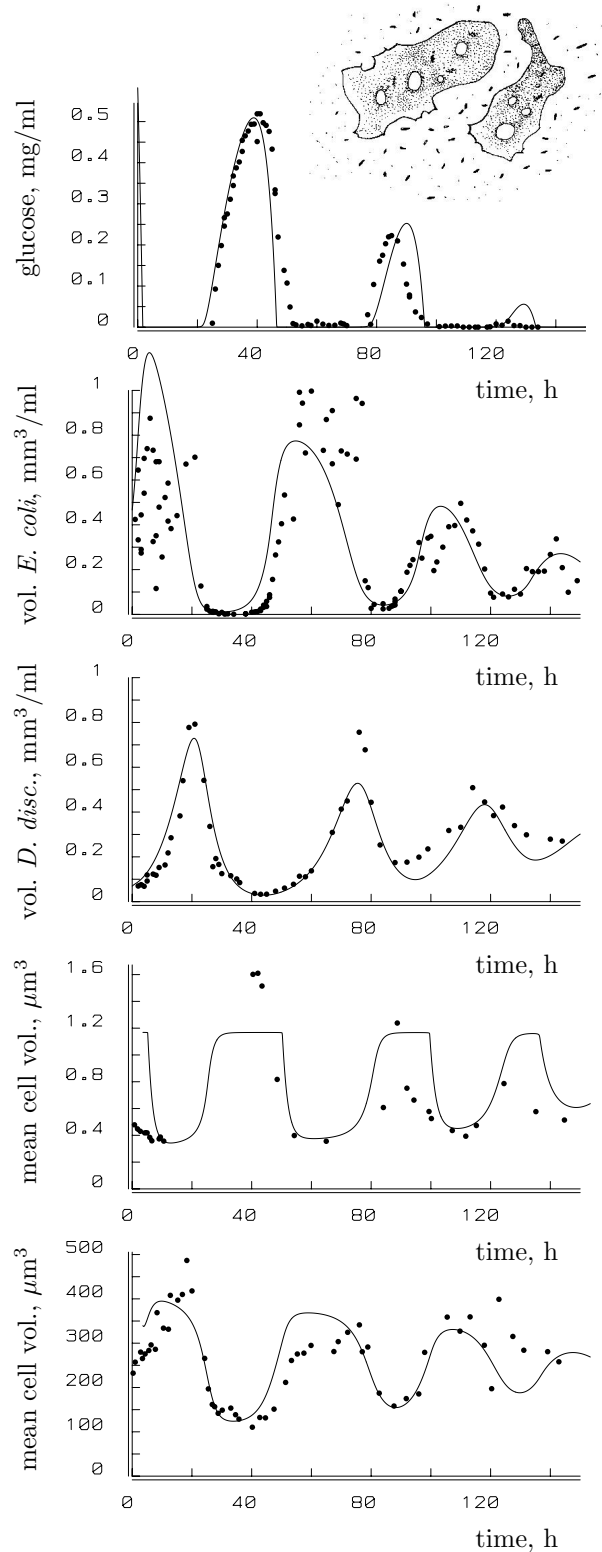 glucose, mg/ml
0.5
0.4
0.3
0.2
0.1
0
0 40 80 120
time, h
vol. E. coli, mm³/ml
1
0.8
0.6
0.4
0.2
0
0 40 80 120
time, h
vol. D. disc., mm³/ml
1
0.8
0.6
0.4
0.2
0
0 40 80 120
time, h
mean cell vol., μm³
1.6
1.2
0.8
0.4
0
0 40 80 120
time, h
mean cell vol., μm³
500
400
300
200
100
0
0 40 80 120
time, h